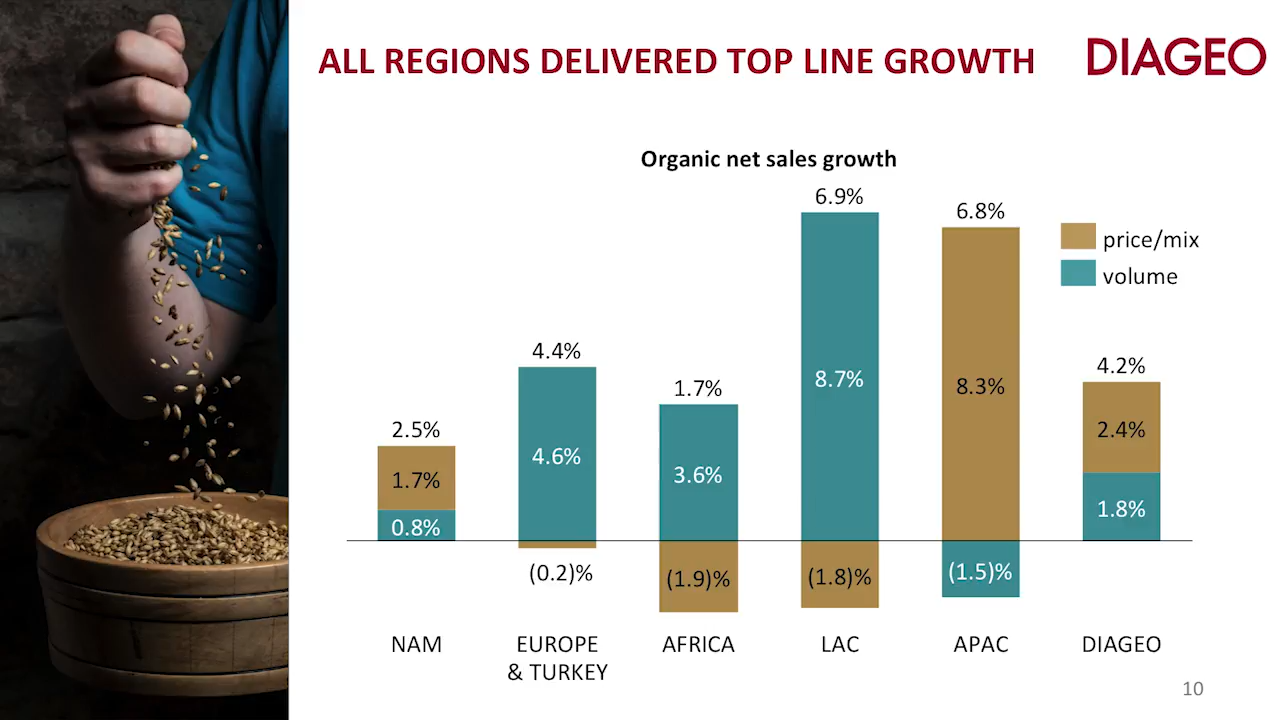 ALL REGIONS DELIVERED TOP LINE GROWTH
DIAGEO
Organic net sales growth
6.9%
6.8%
price/mix
volume
4.4%
4.2%
1.7%
8.7%
8.3%
2.5%
2.4%
4.6%
1.7%
3.6%
1.8%
0.8%
(0.2)%
(1.9)%
(1.8)%
(1.5)%
NAM
EUROPE
& TURKEY
AFRICA
LAC
APAC
DIAGEO
10